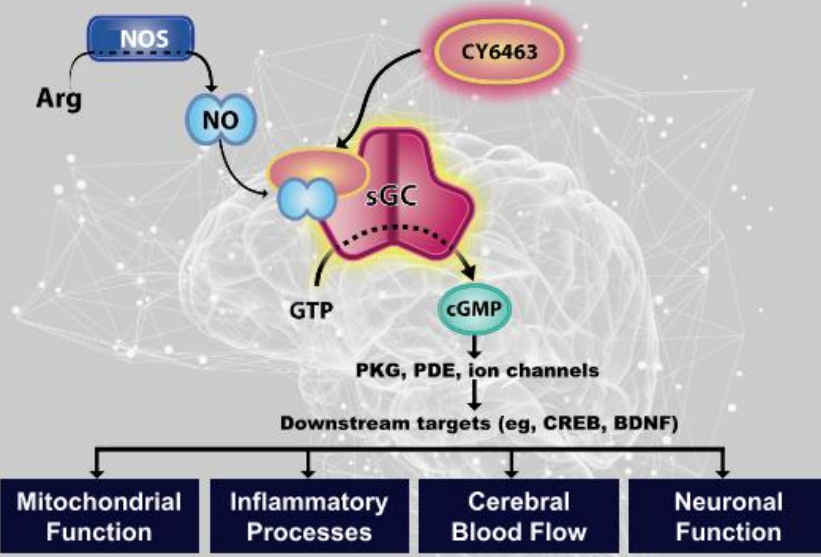 NOS
CY6463
Arg
NO
sGC
GTP
cGMP
PKG, PDE, ion channels
Downstream targets (eg, CREB, BDNF)
Mitochondrial
Function
Inflammatory
Processes
Cerebral
Blood Flow
Neuronal
Function